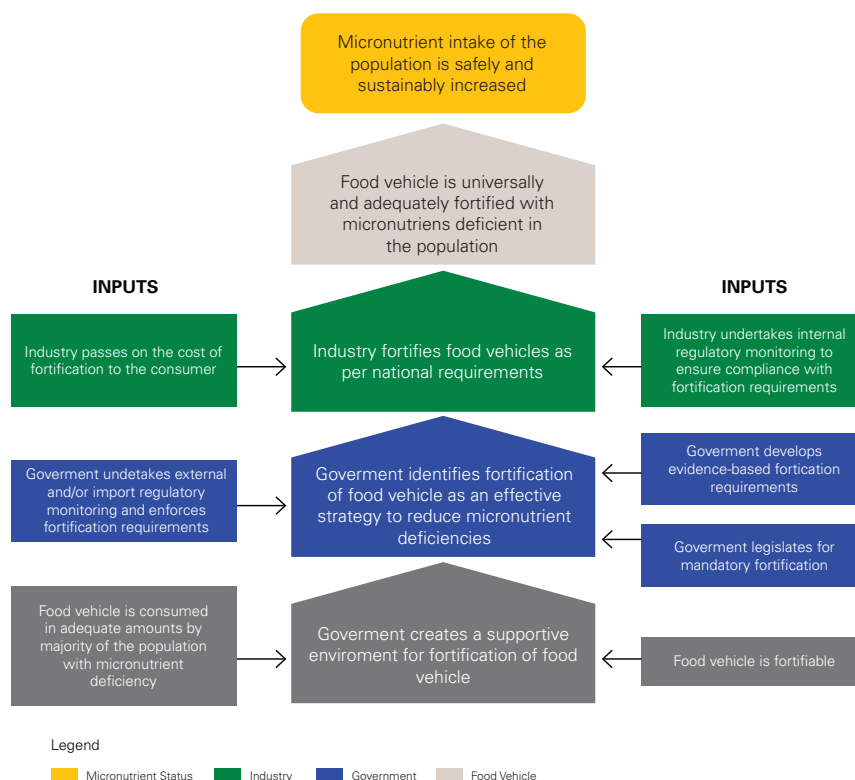 Micronutrient intake of the
population is safely and
sustainably increased
Food vehicle is universally
and adequately fortified with
micronutriens deficient in
the population
INPUTS
INPUTS
Industry passes on the cost of
fortification to the consumer
Industry fortifies food vehicles as
per national requirements
Industry undertakes internal
regulatory monitoring to
ensure compliance with
fortification requirements
Goverment undetakes external
and/or import regulatory
monitoring and enforces
fortification requirements
Goverment identifies fortification
of food vehicle as an effective
strategy to reduce micronutrient
deficiencies
Goverment develops
evidence-based fortication
requirements
Goverment legislates for
mandatory fortification
Food vehicle is consumed
in adequate amounts by
majority of the population
with micronutrient
deficiency
Goverment creates a supportive
enviroment for fortification of food
vehicle
Food vehicle is fortifiable
Legend
Micronutrient Status
Industry
Government
Food Vehicle